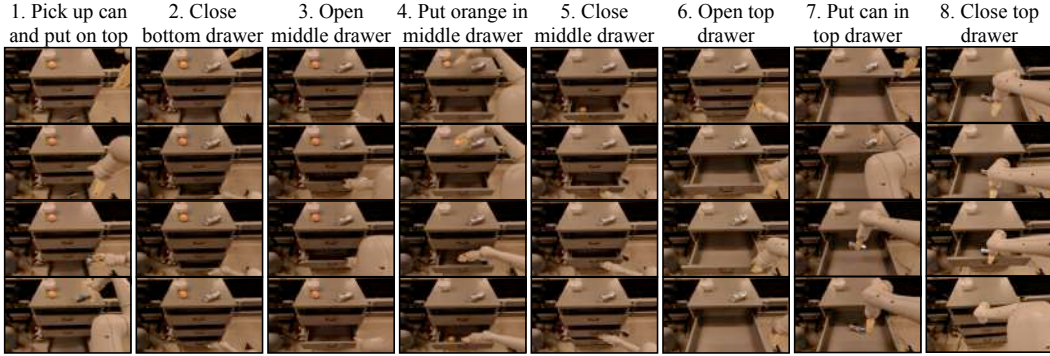 1. Pick up can
and put on top
2. Close
bottom drawer
3. Open
middle drawer
4. Put orange in
middle drawer
5. Close
middle drawer
6. Open top
drawer
7. Put can in
top drawer
8. Close top
drawer